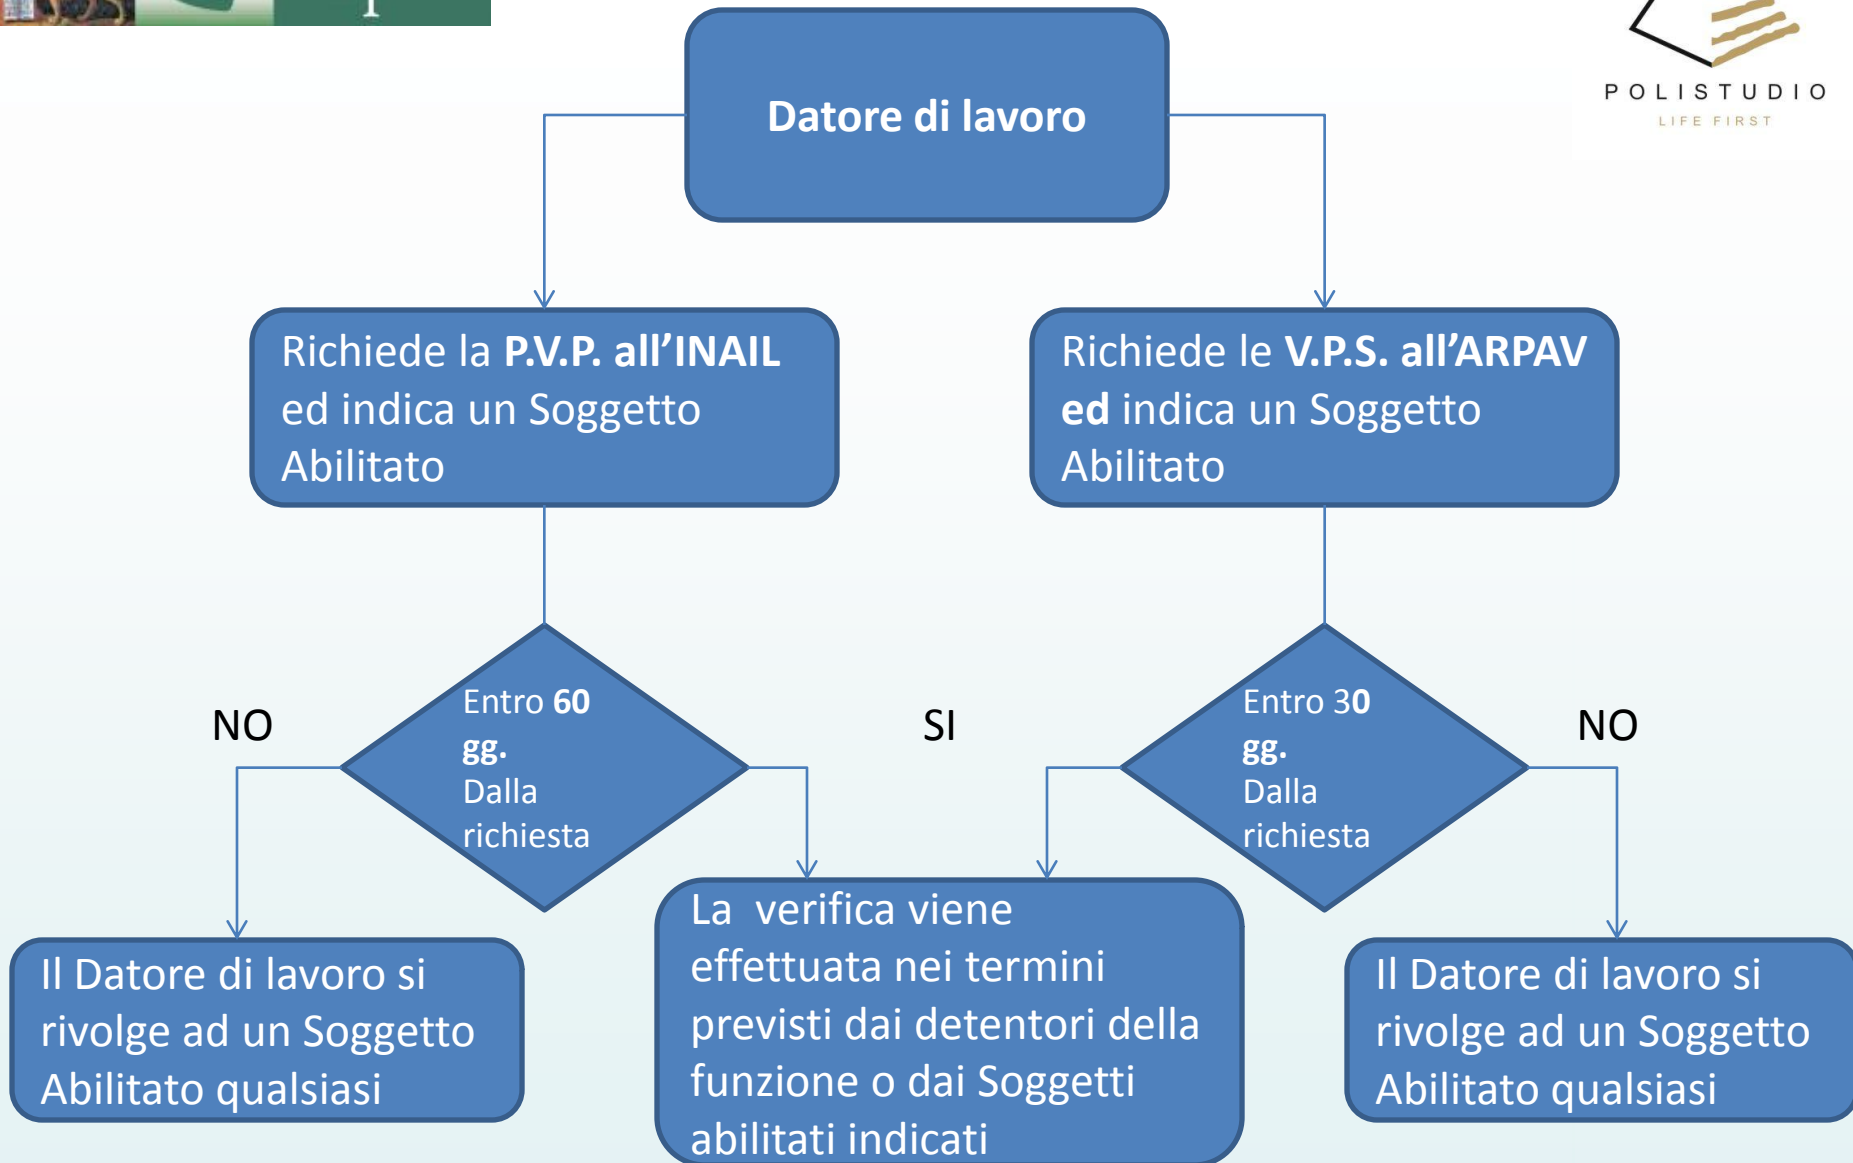 POLISTUDIO
LIFE FIRST
Datore di lavoro
Richiede la P.V.P. all’INAIL
ed indica un Soggetto
Abilitato
Richiede le V.P.S. all’ARPAV
ed indica un Soggetto
Abilitato
NO
Entro 60
gg.
Dalla
richiesta
SI
Entro 30
gg.
Dalla
richiesta
NO
Il Datore di lavoro si
rivolge ad un Soggetto
Abilitato qualsiasi
La  verifica viene
effettuata nei termini
previsti dai detentori della
funzione o dai Soggetti
abilitati indicati
Il Datore di lavoro si
rivolge ad un Soggetto
Abilitato qualsiasi